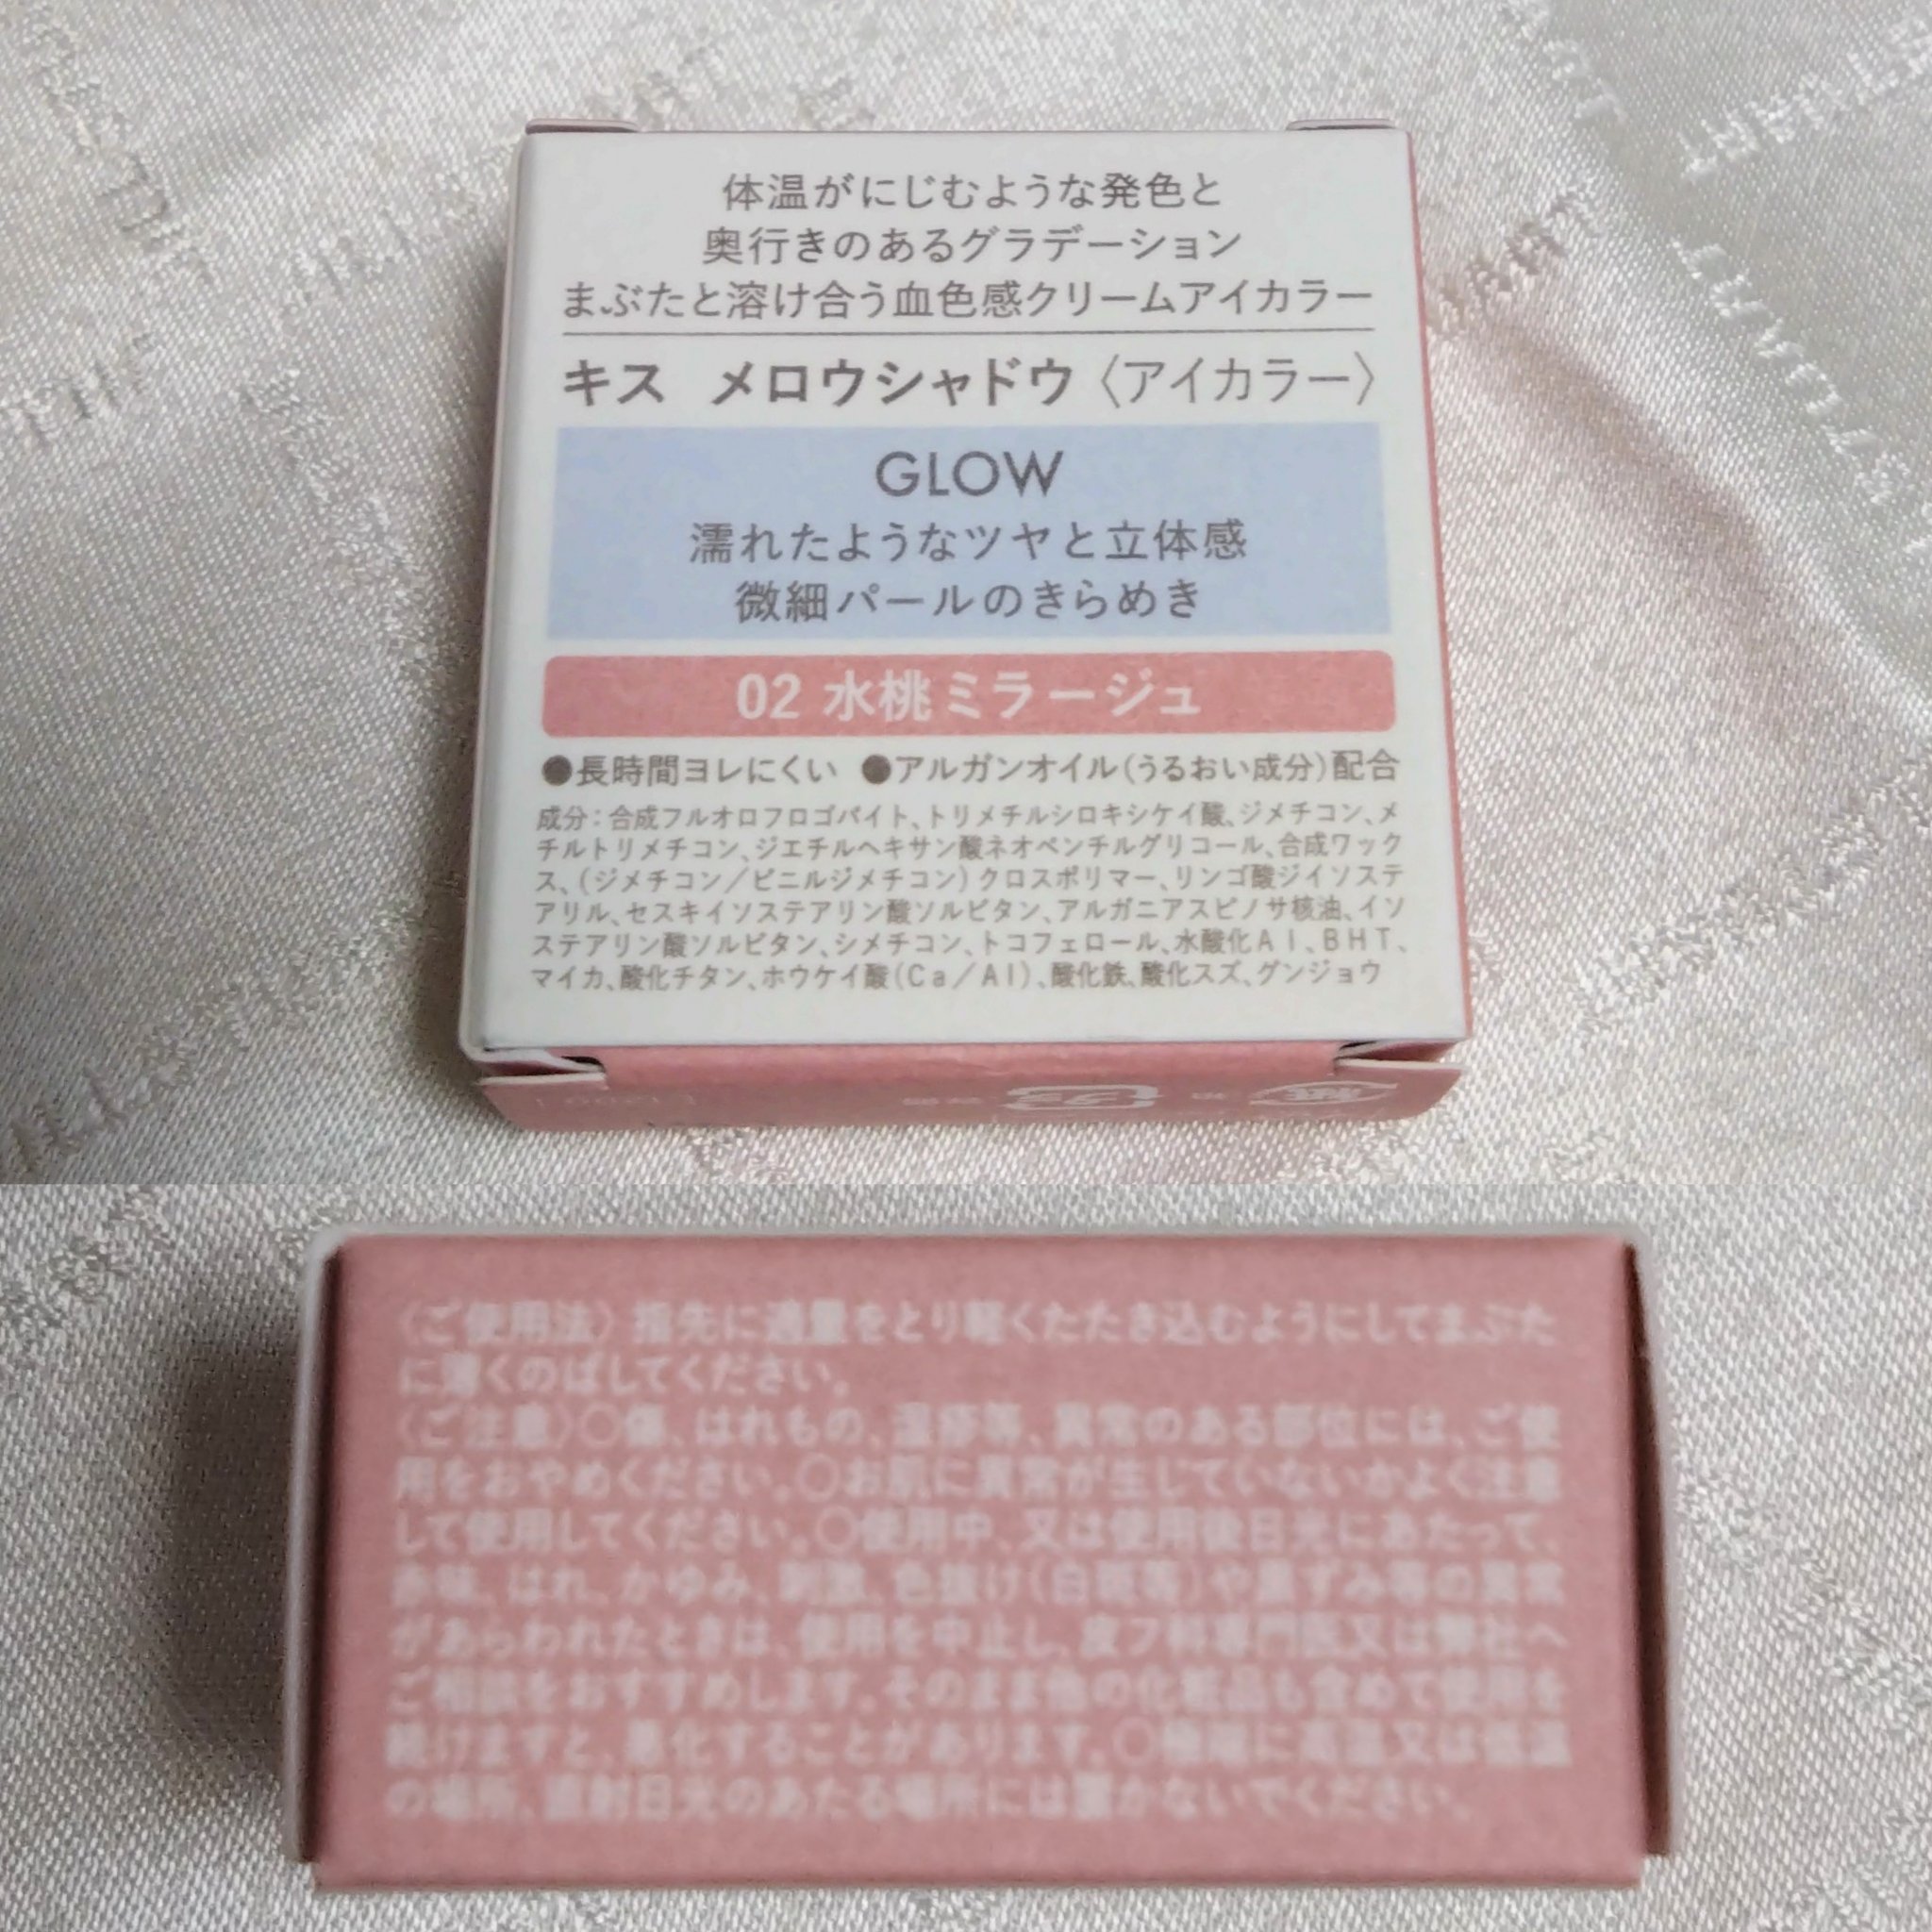 体温がにじむような発色と
奥行きのあるグラデーション
まぶたと溶け合う血色感クリームアイカラー
キス メロウシャドウ〈アイカラー〉
GLOW
濡れたようなツヤと立体感
微細パールのきらめき
02 水桃ミラージュ
●長時間ヨレにくい ●アルガンオイル(うるおい成分)配合
成分:合成フルオロフロゴパイト、トリメチルシロキシケイ酸、ジメチコン、メ
チルトリメチコン、ジエチルヘキサン酸ネオペンチルグリコール、合成ワック
ス、(ジメチコン/ビニルジメチコン)クロスポリマー、リンゴ酸ジイソステ
アリル、セスキイソステアリン酸ソルビタン、アルガニアスピノサ核油、イソ
ステアリン酸ソルビタン、シメチコン、トコフェロール、水酸化Al、BHT、
マイカ、酸化チタン、ホウケイ酸(Ca/Al)、酸化鉄、酸化スズ、グンジョウ
プラ
紙
〈ご使用法〉指先に適量をとり軽くたたき込むようにしてまぶた
に薄くのばしてください。
〈ご注意〉○傷、はれもの、湿疹等、異常のある部位には、ご使
用をおやめください。○お肌に異常が生じていないかよく注意
して使用してください。○使用中、又は使用後日光にあたって、
赤味、はれ、かゆみ、刺激、色抜け(白斑等)や黒ずみ等の異常
があらわれたときは、使用を中止し、皮フ科専門医又は弊社へ
ご相談をおすすめします。そのまま他の化粧品も含めて使用を
続けますと、悪化することがあります。○極端に高温又は低温
の場所、直射日光のあたる場所には置かないでください。